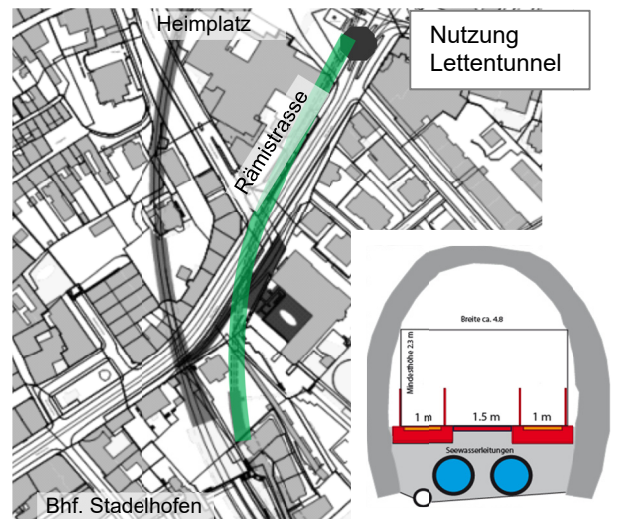 Heimplatz
Nutzung
Lettentunnel
Rämistrasse
Breite ca. 4.8
Mindesthöhe 2.3 m
1 m
1.5 m
1 m
Seewasserleitungen
Bhf. Stadelhofen